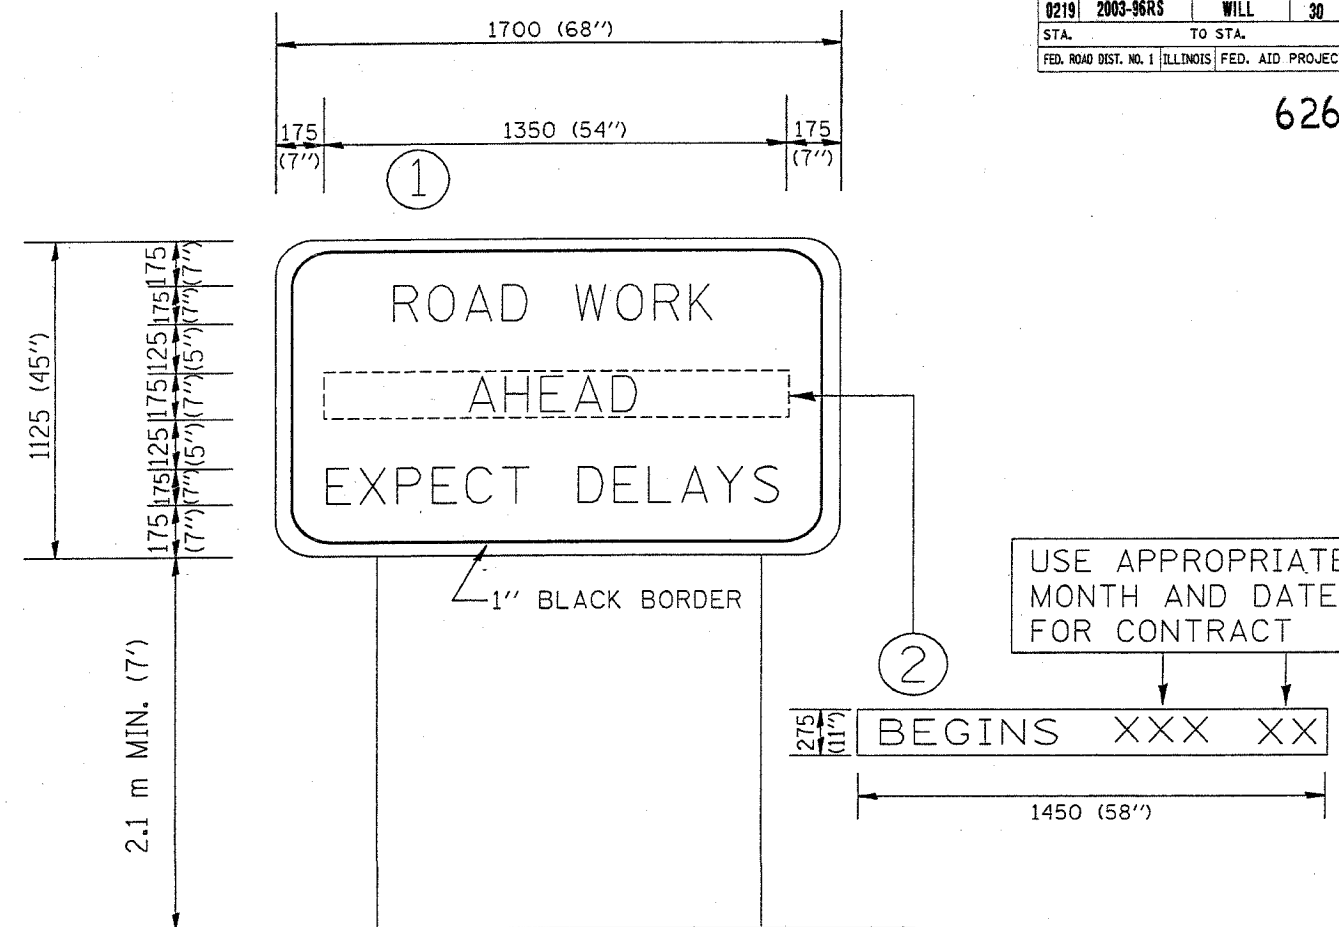 0219 2003-96RS WILL 30
STA. TO STA.
FED. ROAD DIST. NO. 1 ILLINOIS FED. AID PROJEC
626
1700 (68'')
175 (7'')
1350 (54'')
175 (7'')
1
1125 (45'')
175 (7'')
175 (7'')
125 (5'')
175 (7'')
125 (5'')
175 (7'')
175 (7'')
ROAD WORK
AHEAD
EXPECT DELAYS
1'' BLACK BORDER
2.1 m MIN. (7')
2
USE APPROPRIATE
MONTH AND DATE
FOR CONTRACT
275 (11'')
BEGINS XXX XX
1450 (58'')